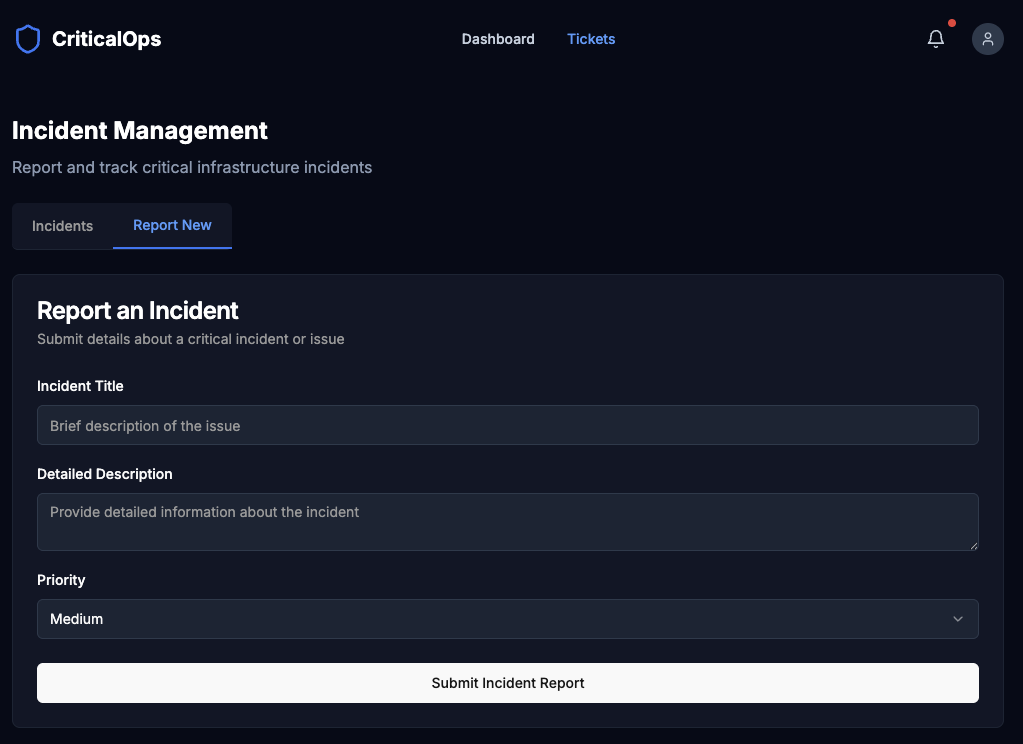 CriticalOps
Dashboard
Tickets
Incident Management
Report and track critical infrastructure incidents
Incidents
Report New
Report an Incident
Submit details about a critical incident or issue
Incident Title
Brief description of the issue
Detailed Description
Provide detailed information about the incident
Priority
Medium
Submit Incident Report